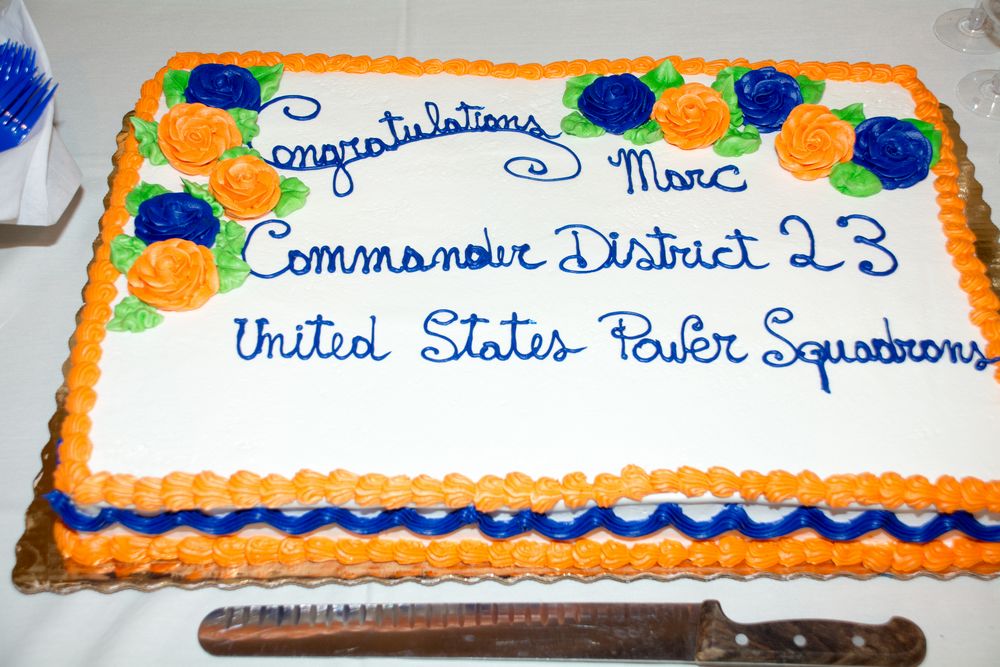 Congratulations
Marc
Commander District 23
United States Power Squadrons